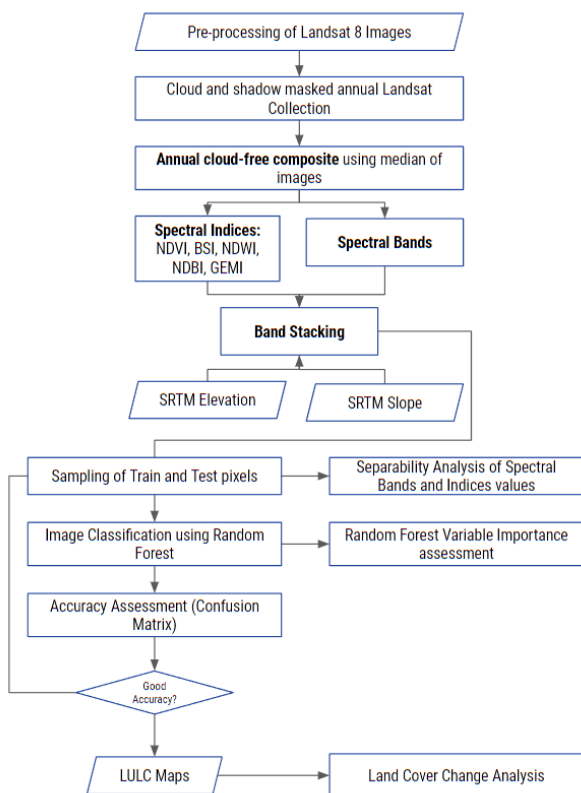 Pre-processing of Landsat 8 Images
Cloud and shadow masked annual Landsat
Collection
Annual cloud-free composite using median of
images
Spectral Indices:
NDVI, BSI, NDWI,
NDBI, GEMI
Spectral Bands
Band Stacking
SRTM Elevation
SRTM Slope
Sampling of Train and Test pixels
Separability Analysis of Spectral
Bands and Indices values
Image Classification using Random
Forest
Random Forest Variable Importance
assessment
Accuracy Assessment (Confusion
Matrix)
Good
Accuracy?
LULC Maps
Land Cover Change Analysis